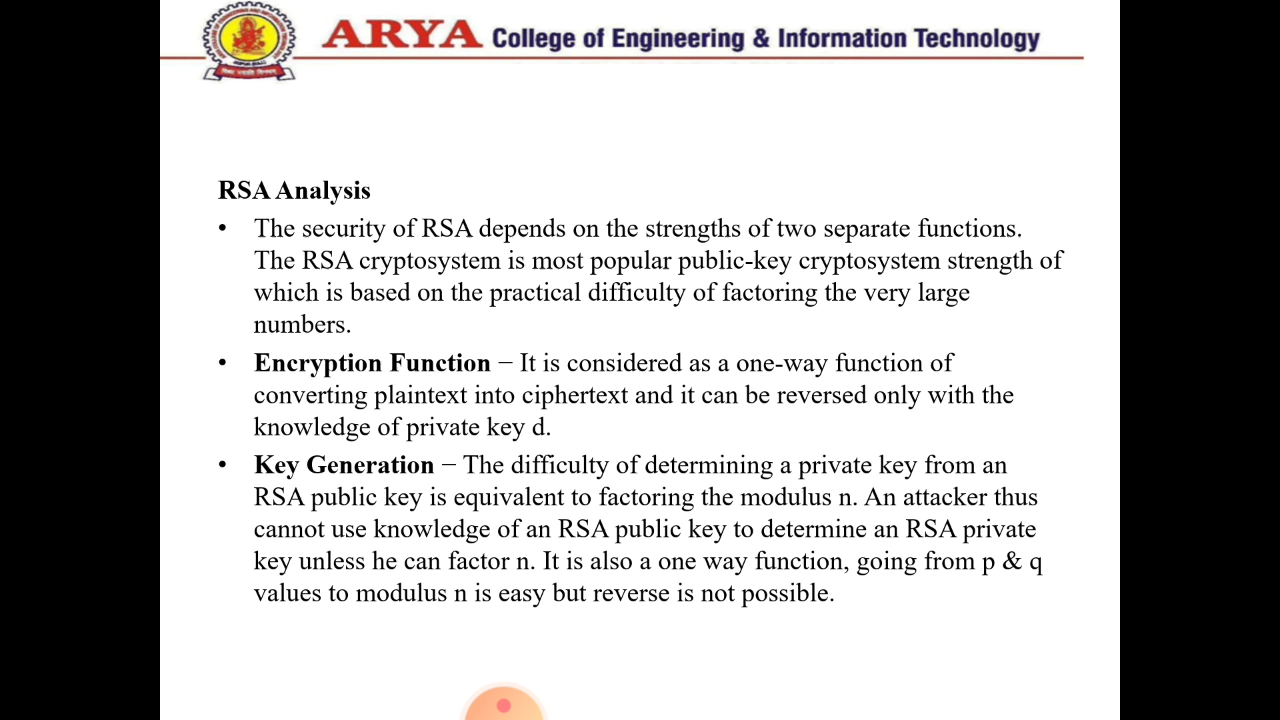 ARYA College of Engineering & Information Technology
RSA Analysis
• The security of RSA depends on the strengths of two separate functions.
The RSA cryptosystem is most popular public-key cryptosystem strength of
which is based on the practical difficulty of factoring the very large
numbers.
• Encryption Function − It is considered as a one-way function of
converting plaintext into ciphertext and it can be reversed only with the
knowledge of private key d.
• Key Generation − The difficulty of determining a private key from an
RSA public key is equivalent to factoring the modulus n. An attacker thus
cannot use knowledge of an RSA public key to determine an RSA private
key unless he can factor n. It is also a one way function, going from p & q
values to modulus n is easy but reverse is not possible.